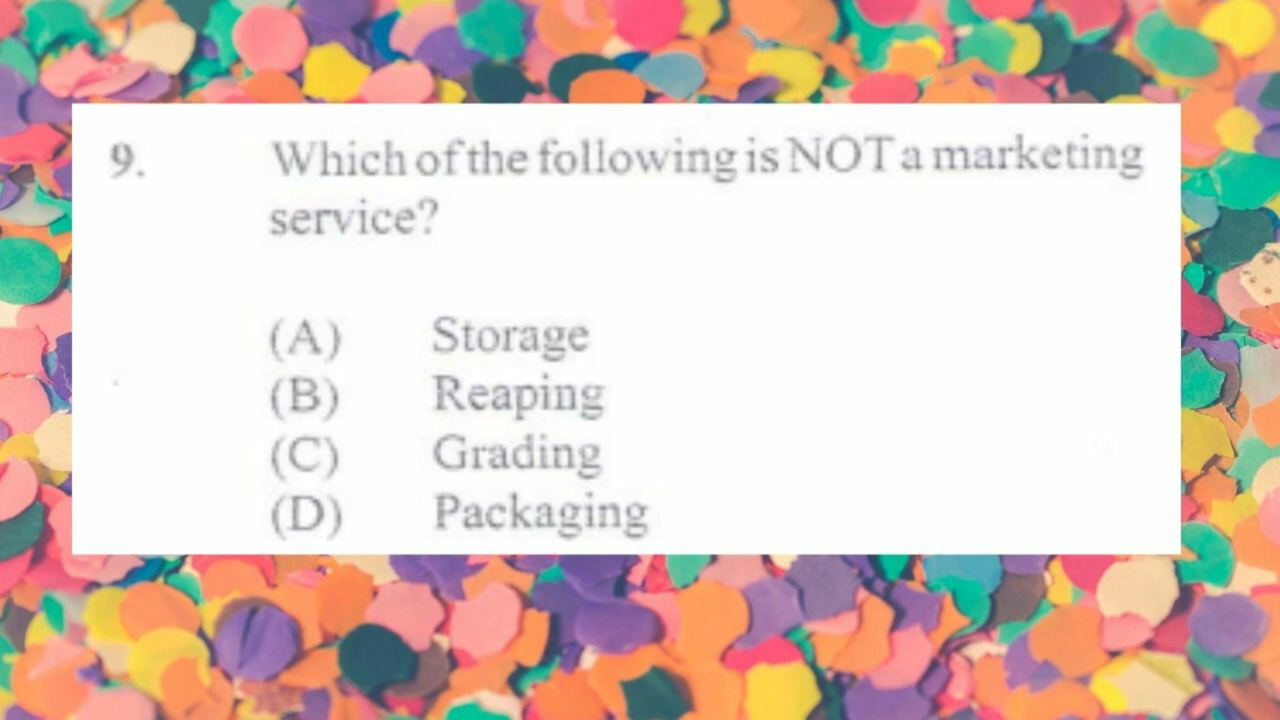 9. Which of the following is NOT a marketing
service?
(A) Storage
(B) Reaping
(C) Grading
(D) Packaging